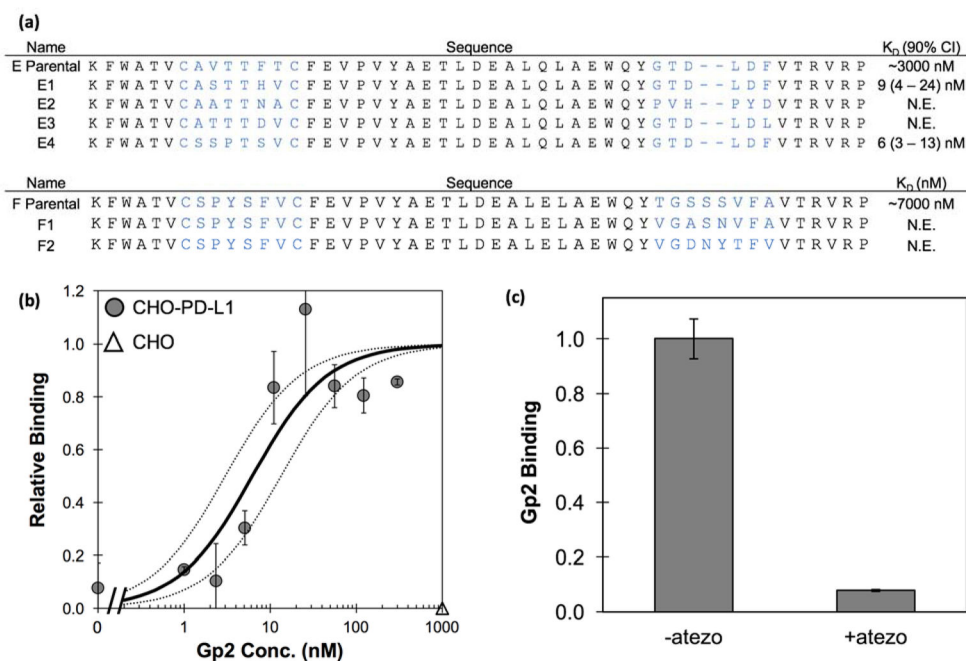 (a)
Name Sequence K_D (90% CI)
E Parental K F W A T V C A V T T F T C F E V P V Y A E T L D E A L Q L A E W Q Y G T D - - L D F V T R V R P ~3000 nM
E1 K F W A T V C A S T T H V C F E V P V Y A E T L D E A L Q L A E W Q Y G T D - - L D F V T R V R P 9 (4 – 24) nM
E2 K F W A T V C A A T T N A C F E V P V Y A E T L D E A L Q L A E W Q Y P V H - - P Y D V T R V R P N.E.
E3 K F W A T V C A T T T D V C F E V P V Y A E T L D E A L Q L A E W Q Y G T D - - L D L V T R V R P N.E.
E4 K F W A T V C S S P T S V C F E V P V Y A E T L D E A L Q L A E W Q Y G T D - - L D F V T R V R P 6 (3 – 13) nM
Name Sequence K_D (nM)
F Parental K F W A T V C S P Y S F V C F E V P V Y A E T L D E A L E L A E W Q Y T G S S S V F A V T R V R P ~7000 nM
F1 K F W A T V C S P Y S F V C F E V P V Y A E T L D E A L E L A E W Q Y V G A S N V F A V T R V R P N.E.
F2 K F W A T V C S P Y S F V C F E V P V Y A E T L D E A L E L A E W Q Y V G D N Y T F V V T R V R P N.E.
(b)
CHO-PD-L1
CHO
Relative Binding
1.2
1.0
0.8
0.6
0.4
0.2
0.0
0 1 10 100 1000
Gp2 Conc. (nM)
(c)
Gp2 Binding
1.0
0.8
0.6
0.4
0.2
0.0
-atezo +atezo